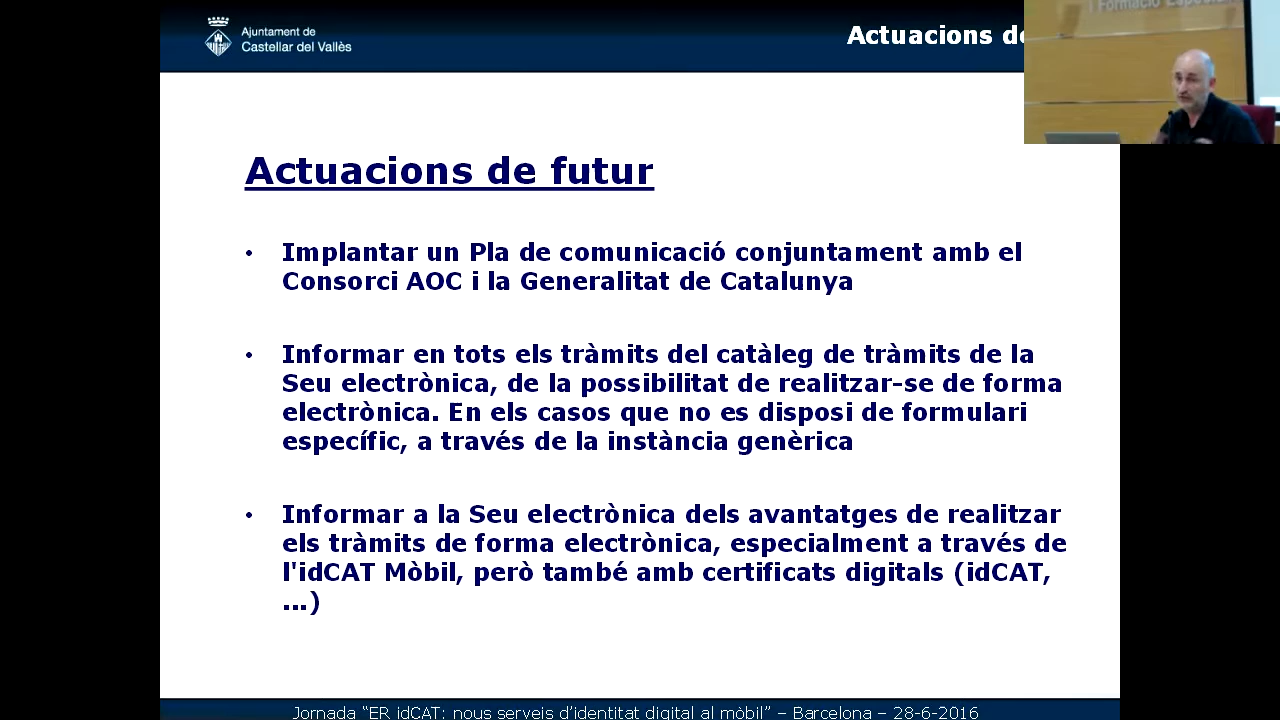 Ajuntament de
Castellar del Vallès
Actuacions de
i Formació
Actuacions de futur
• Implantar un Pla de comunicació conjuntament amb el
Consorci AOC i la Generalitat de Catalunya
• Informar en tots els tràmits del catàleg de tràmits de la
Seu electrònica, de la possibilitat de realitzar-se de forma
electrònica. En els casos que no es disposi de formulari
específic, a través de la instància genèrica
• Informar a la Seu electrònica dels avantatges de realitzar
els tràmits de forma electrònica, especialment a través de
l'idCAT Mòbil, però també amb certificats digitals (idCAT,
...)
Jornada “ER idCAT: nous serveis d’identitat digital al mòbil” – Barcelona – 28-6-2016